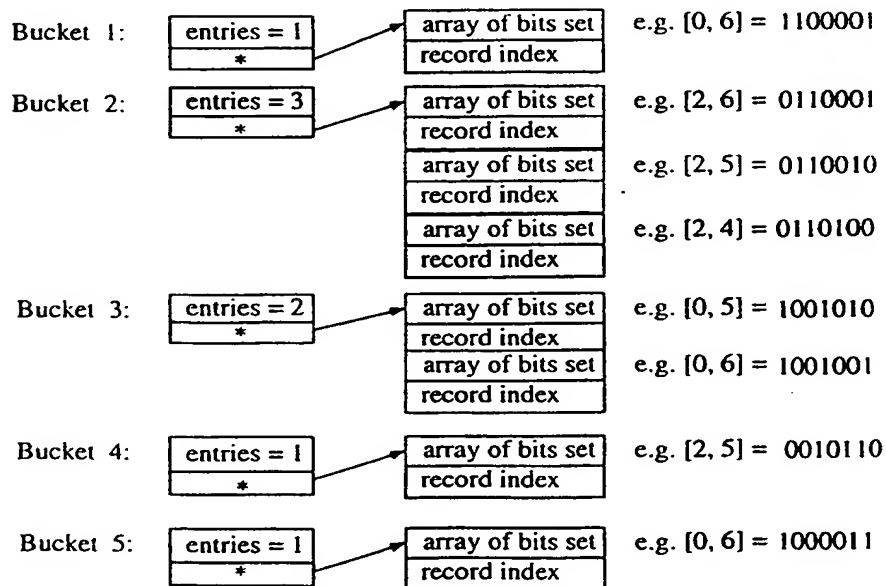 Bucket 1: entries = 1 array of bits set e.g. [0, 6] = 1100001
* record index
Bucket 2: entries = 3 array of bits set e.g. [2, 6] = 0110001
* record index
array of bits set e.g. [2, 5] = 0110010
record index
array of bits set e.g. [2, 4] = 0110100
record index
Bucket 3: entries = 2 array of bits set e.g. [0, 5] = 1001010
* record index
array of bits set e.g. [0, 6] = 1001001
record index
Bucket 4: entries = 1 array of bits set e.g. [2, 5] = 0010110
* record index
Bucket 5: entries = 1 array of bits set e.g. [0, 6] = 1000011
* record index